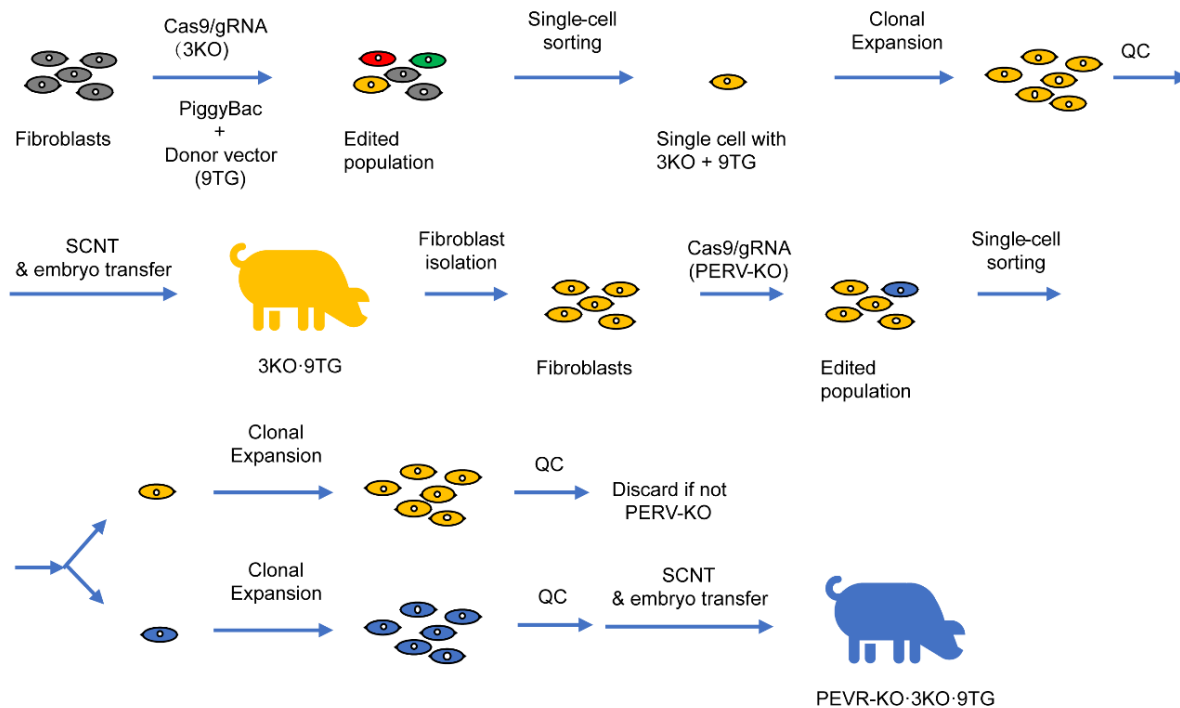 Cas9/gRNA
(3KO)
PiggyBac
+
Donor vector
(9TG)
Fibroblasts
Edited
population
Single-cell
sorting
Single cell with
3KO + 9TG
Clonal
Expansion
QC
SCNT
& embryo transfer
3KO·9TG
Fibroblast
isolation
Fibroblasts
Cas9/gRNA
(PERV-KO)
Edited
population
Single-cell
sorting
Clonal
Expansion
QC
Discard if not
PERV-KO
Clonal
Expansion
QC
SCNT
& embryo transfer
PEVR-KO·3KO·9TG